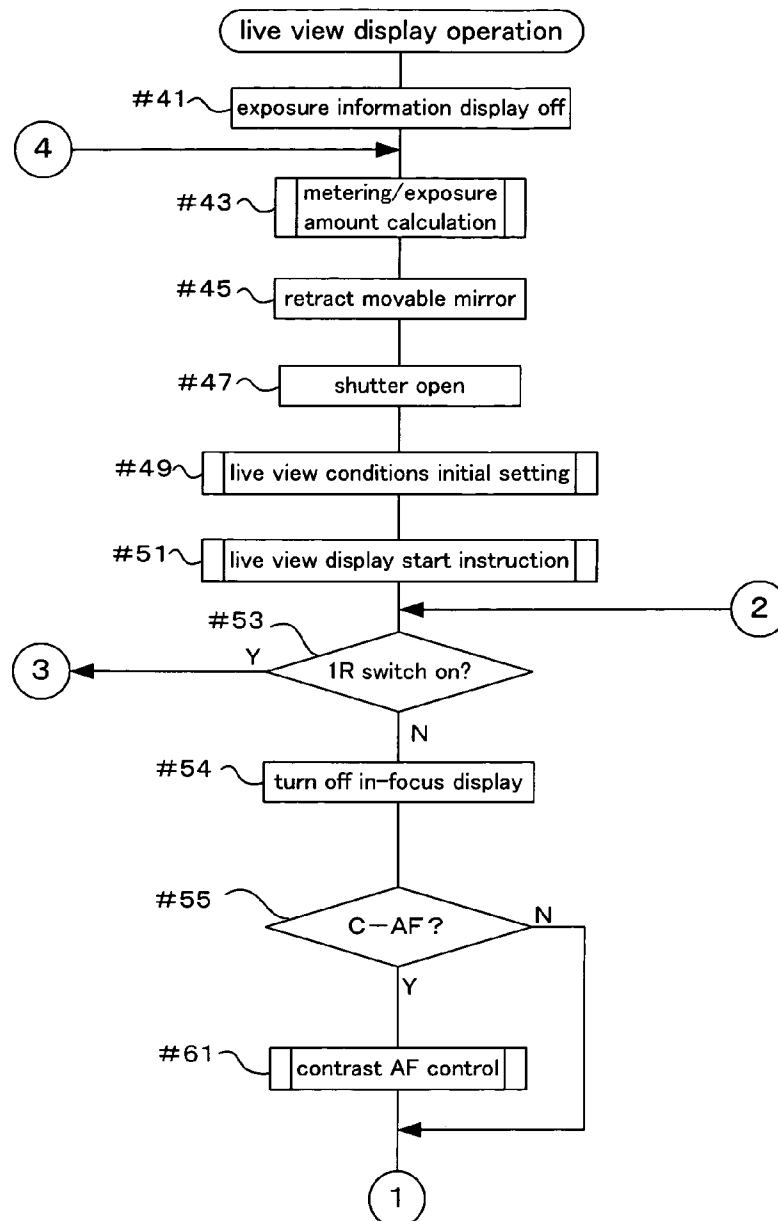 live view display operation
#41
exposure information display off
4
#43
metering/exposure
amount calculation
#45
retract movable mirror
#47
shutter open
#49
live view conditions initial setting
#51
live view display start instruction
2
#53
3
Y
1R switch on?
N
#54
turn off in-focus display
#55
C-AF?
N
Y
#61
contrast AF control
1